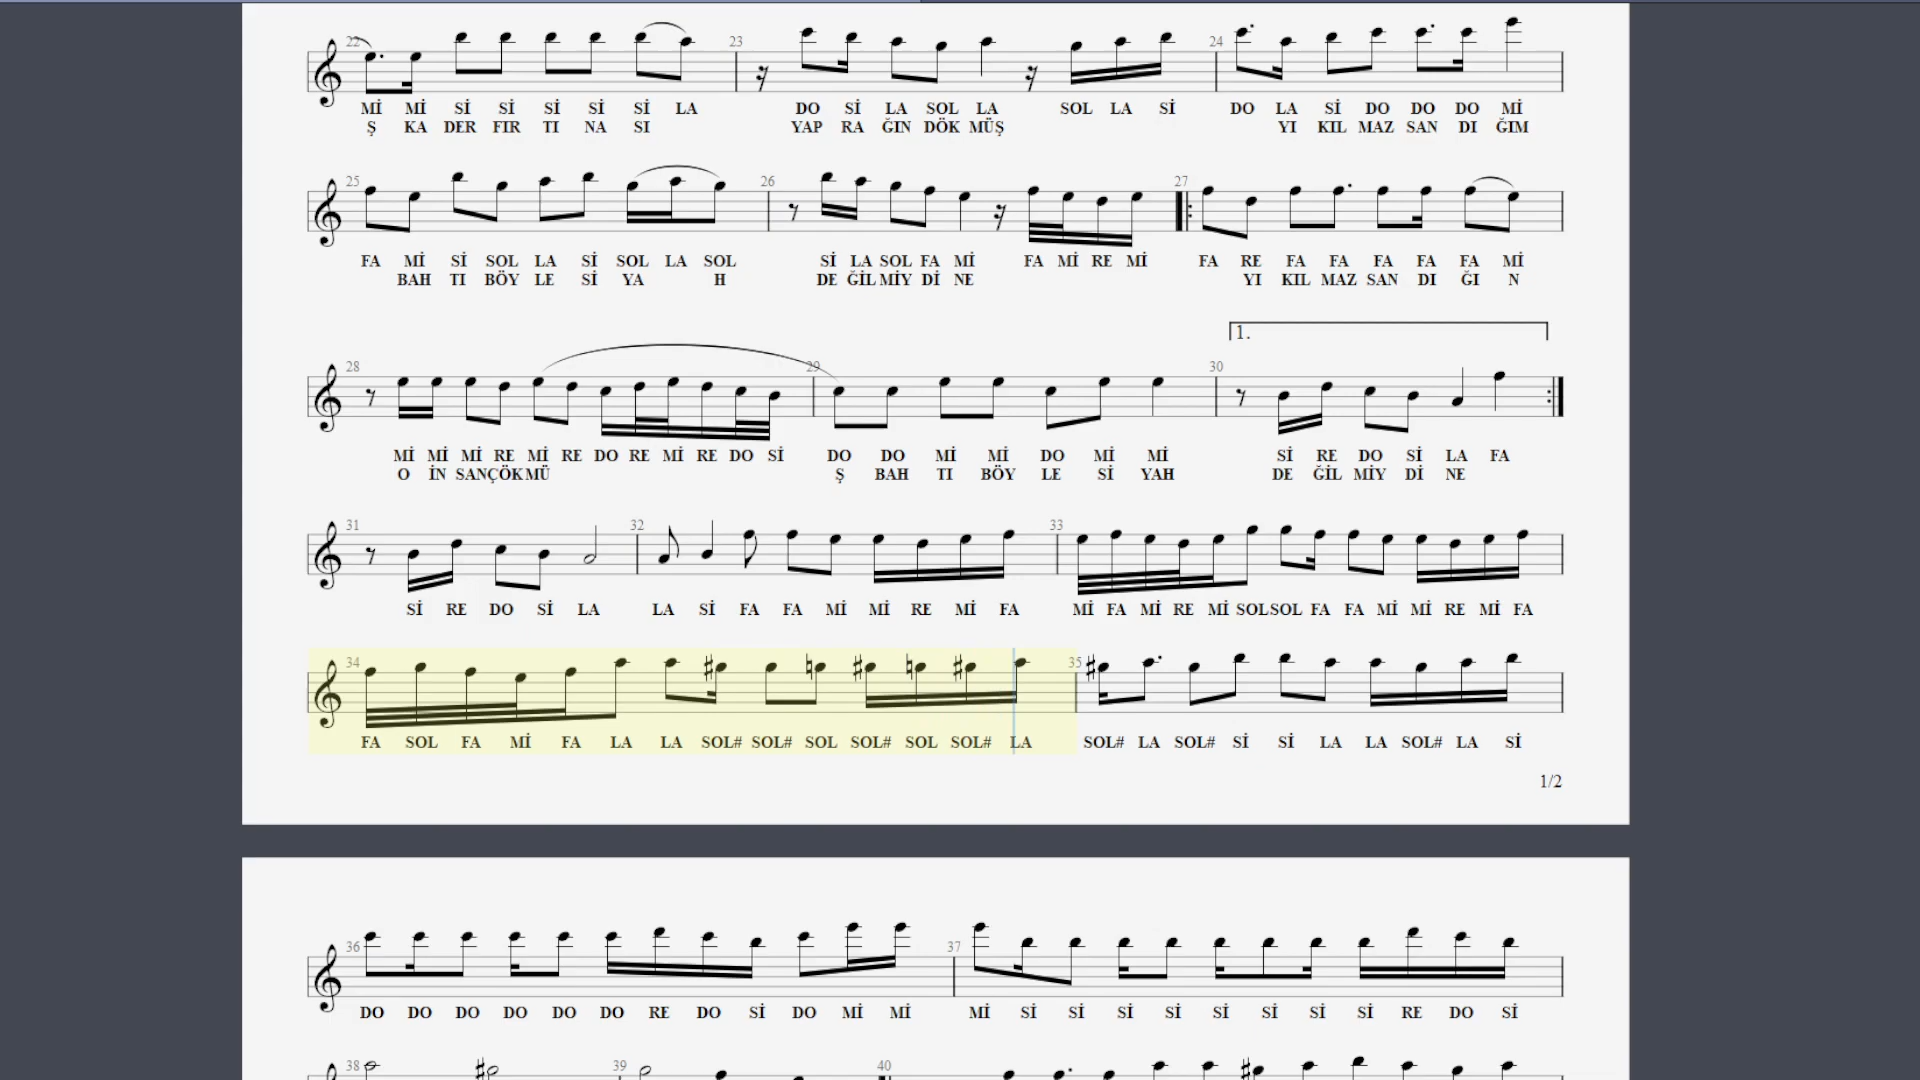 22 23 24
Mİ Mİ Sİ Sİ Sİ Sİ Sİ LA DO Sİ LA SOL LA SOL LA Sİ DO LA Sİ DO DO DO Mİ
Ş KA DER FIR TI NA SI YAP RA ĞIN DÖK MÜŞ YI KIL MAZ SAN DI ĞIM
25 26 27
FA Mİ Sİ SOL LA Sİ SOL LA SOL Sİ LA SOL FA Mİ FA Mİ RE Mİ FA RE FA FA FA FA FA Mİ
BAH TI BÖY LE Sİ YA H DE ĞİL MİY Dİ NE YI KIL MAZ SAN DI ĞI N
1.
28 29 30
Mİ Mİ Mİ RE Mİ RE DO RE Mİ RE DO Sİ DO DO Mİ Mİ DO Mİ Mİ Sİ RE DO Sİ LA FA
O İN SANÇÖK MÜ Ş BAH TI BÖY LE Sİ YAH DE ĞİL MİY Dİ NE
31 32 33
Sİ RE DO Sİ LA LA Sİ FA FA Mİ Mİ RE Mİ FA Mİ FA Mİ RE Mİ SOL SOL FA FA Mİ Mİ RE Mİ FA
34 35
FA SOL FA Mİ FA LA LA SOL# SOL# SOL SOL# SOL SOL# LA SOL# LA SOL# Sİ Sİ LA LA SOL# LA Sİ
1/2
36 37
DO DO DO DO DO DO RE DO Sİ DO Mİ Mİ Mİ Sİ Sİ Sİ Sİ Sİ Sİ Sİ Sİ RE DO Sİ
38 39 40